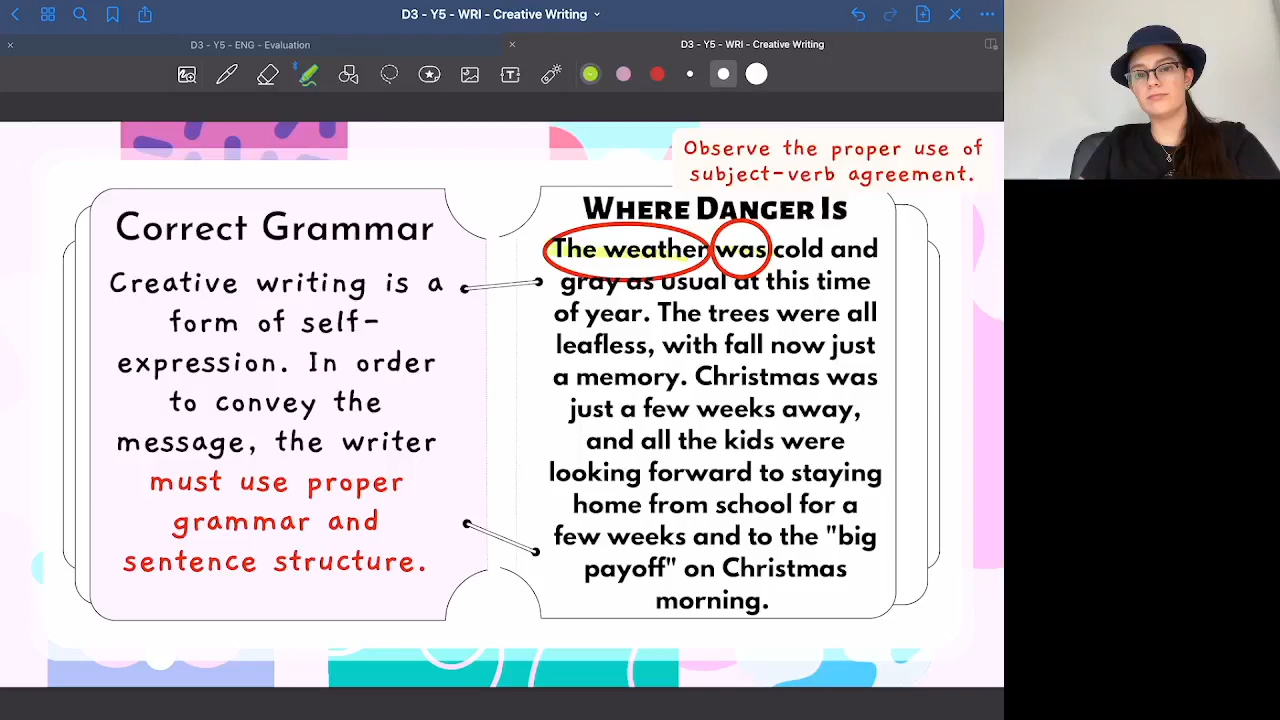 D3 - Y5 - WRI - Creative Writing
D3 - Y5 - ENG - Evaluation
D3 - Y5 - WRI - Creative Writing
Observe the proper use of
subject-verb agreement.
Correct Grammar
Creative writing is a
form of self-
expression. In order
to convey the
message, the writer
must use proper
grammar and
sentence structure.
WHERE DANGER IS
The weather was cold and
gray as usual at this time
of year. The trees were all
leafless, with fall now just
a memory. Christmas was
just a few weeks away,
and all the kids were
looking forward to staying
home from school for a
few weeks and to the "big
payoff" on Christmas
morning.